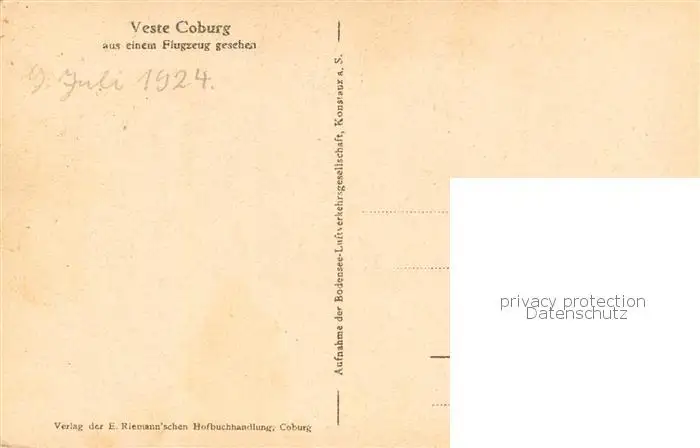 Veste Coburg
aus einem Flugzeug gesehen
9. Juli 1924.
Aufnahme der Bodensee-Luftverkehrsgesellschaft, Konstanz a. S.
privacy protection
Datenschutz
Verlag der E. Riemann'schen Hofbuchhandlung, Coburg